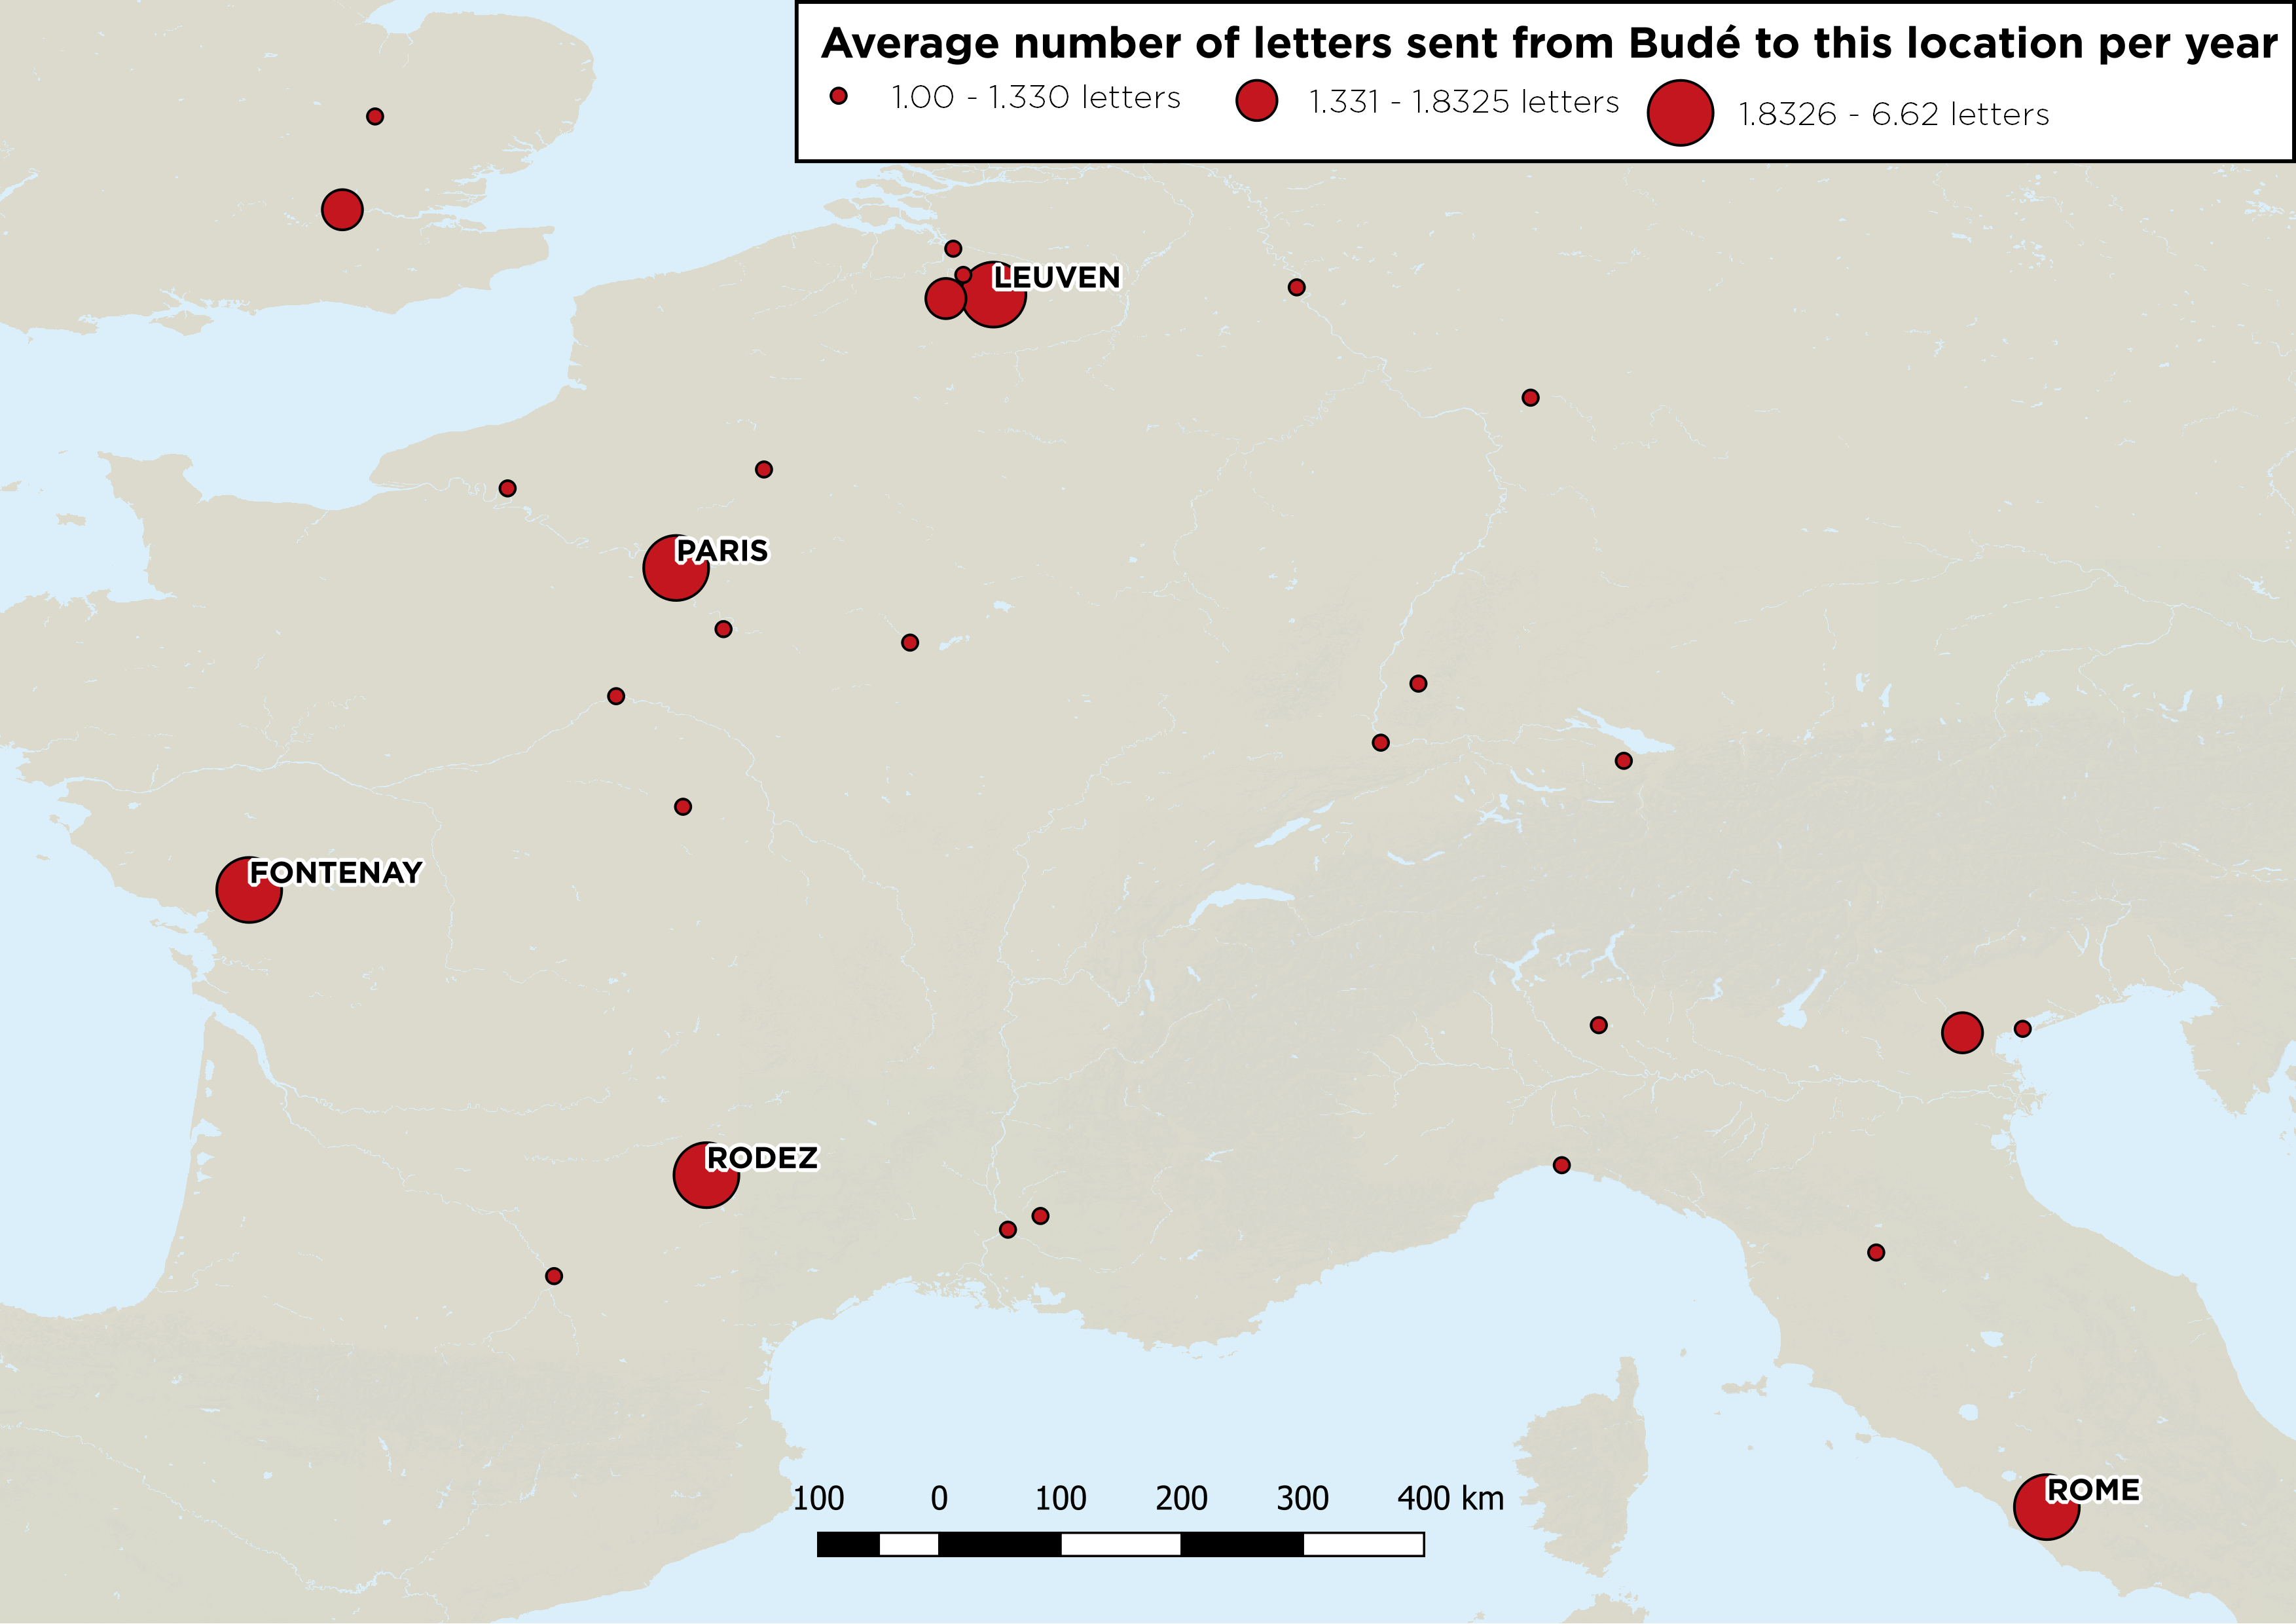 Average number of letters sent from Budé to this location per year
1.00 - 1.330 letters 1.331 - 1.8325 letters 1.8326 - 6.62 letters
LEUVEN
PARIS
FONTENAY
RODEZ
ROME
100 0 100 200 300 400 km